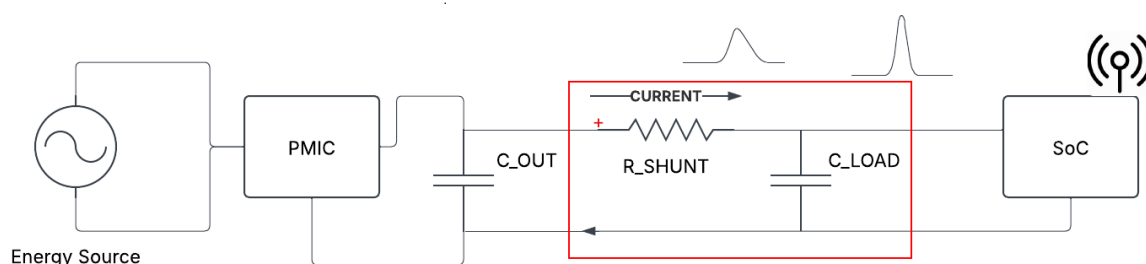 CURRENT
+
PMIC
C_OUT
R_SHUNT
C_LOAD
SoC
Energy Source